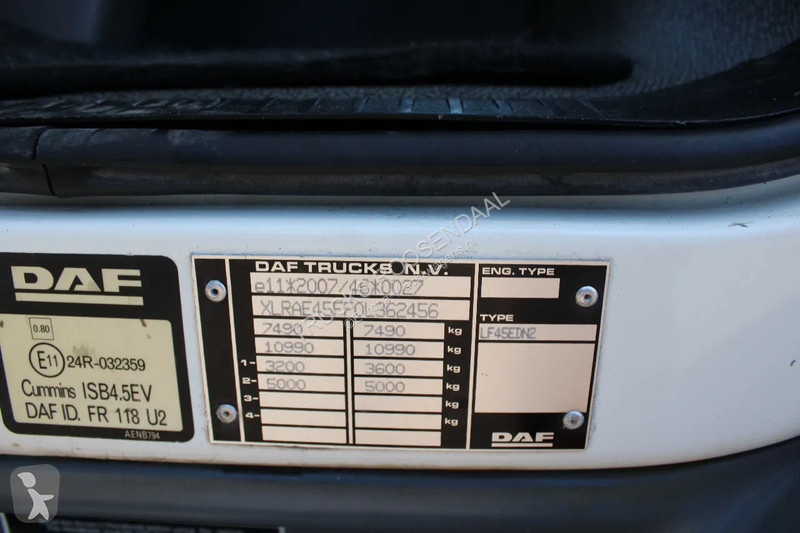 DAF
0.80
E11 24R-032359
Cummins ISB4.5EV
DAF ID. FR 118 U2
AENB794
DAF TRUCKS N.V.
e11*2007/46*0027
7490 7490 kg
10990 10990 kg
1- 3200 3600 kg
2- 5000 5000 kg
3- kg
4- kg
ENG. TYPE
TYPE
LF45EDN2
DAF
TRUCKS ROOSENDAAL